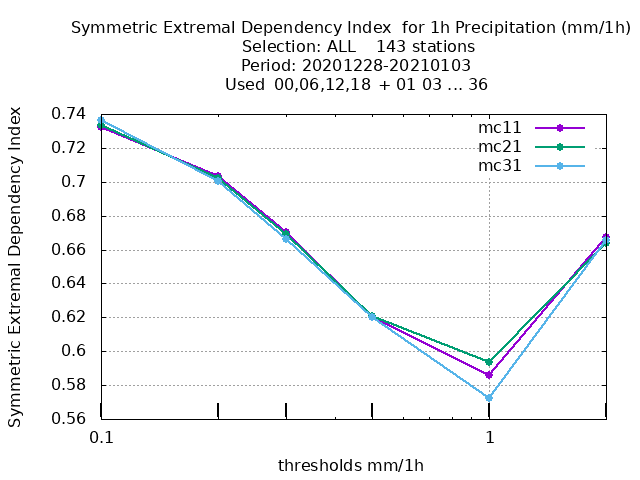 Symmetric Extremal Dependency Index  for 1h Precipitation (mm/1h)
Selection: ALL    143 stations
Period: 20201228-20210103
Used  00,06,12,18  + 01 03 ... 36
Symmetric Extremal Dependency Index
0.74
0.72
0.7
0.68
0.66
0.64
0.62
0.6
0.58
0.56
mc11
mc21
mc31
0.1
1
thresholds mm/1h